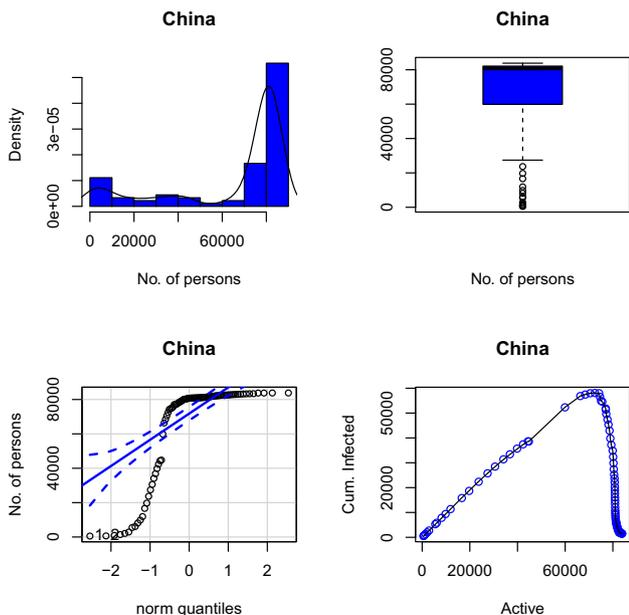 China
Density
0e+00 3e-05
0 20000 60000
No. of persons
China
0 40000 80000
No. of persons
China
No. of persons
0 40000 80000
1 2
−2 −1 0 1 2
norm quantiles
China
Cum. Infected
0 20000 50000
0 20000 60000
Active